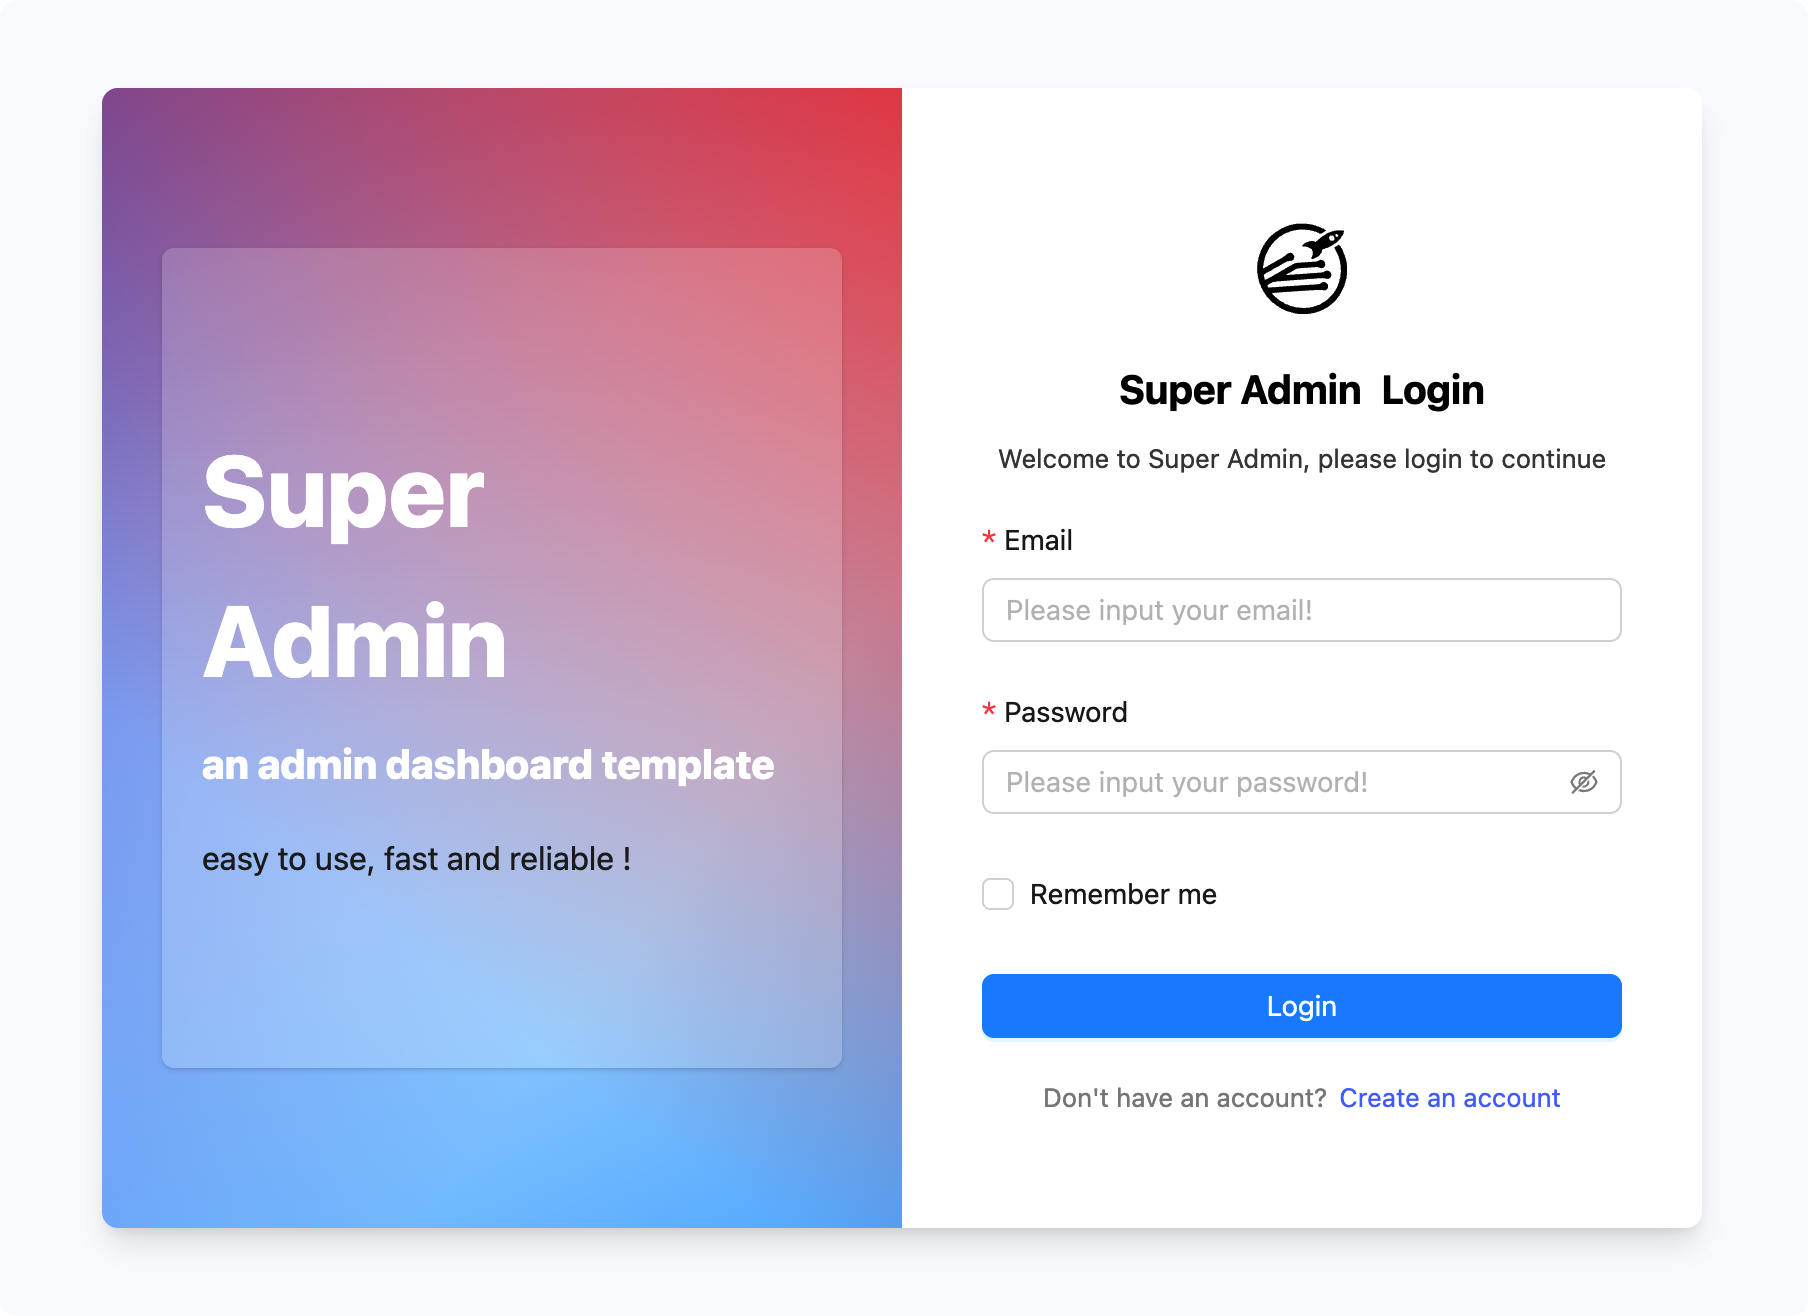 Super
Admin
an admin dashboard template
easy to use, fast and reliable !
Super Admin  Login
Welcome to Super Admin, please login to continue
* Email
Please input your email!
* Password
Please input your password!
Remember me
Login
Don't have an account? Create an account